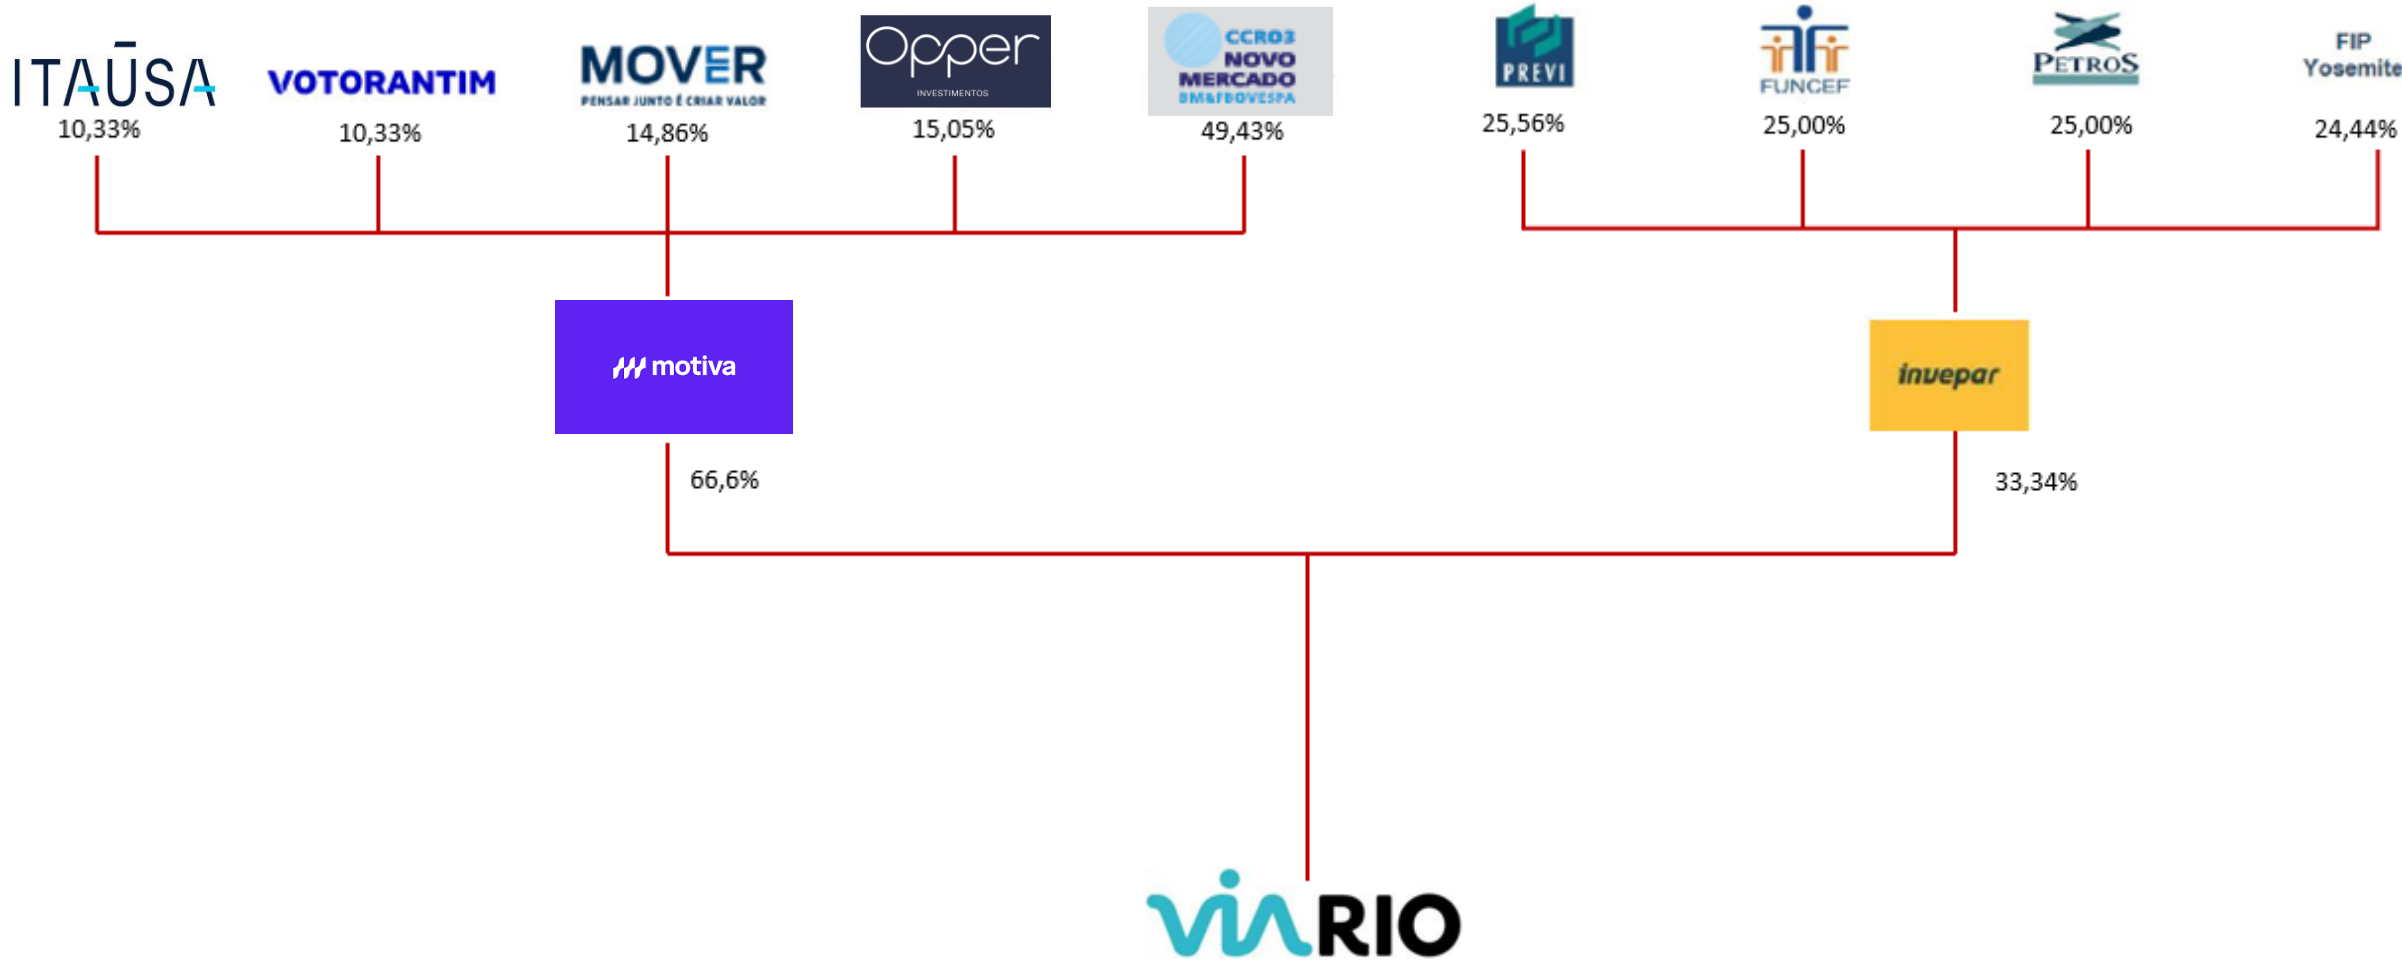 ITAŪSA
10,33%
VOTORANTIM
10,33%
MOVER
PENSAR JUNTO É CRIAR VALOR
14,86%
Opper
INVESTIMENTOS
15,05%
CCRO3
NOVO
MERCADO
BM&FBOVESPA
49,43%
PREVI
25,56%
FUNCEF
25,00%
PETROS
25,00%
FIP
Yosemite
24,44%
motiva
66,6%
invepar
33,34%
VIARIO